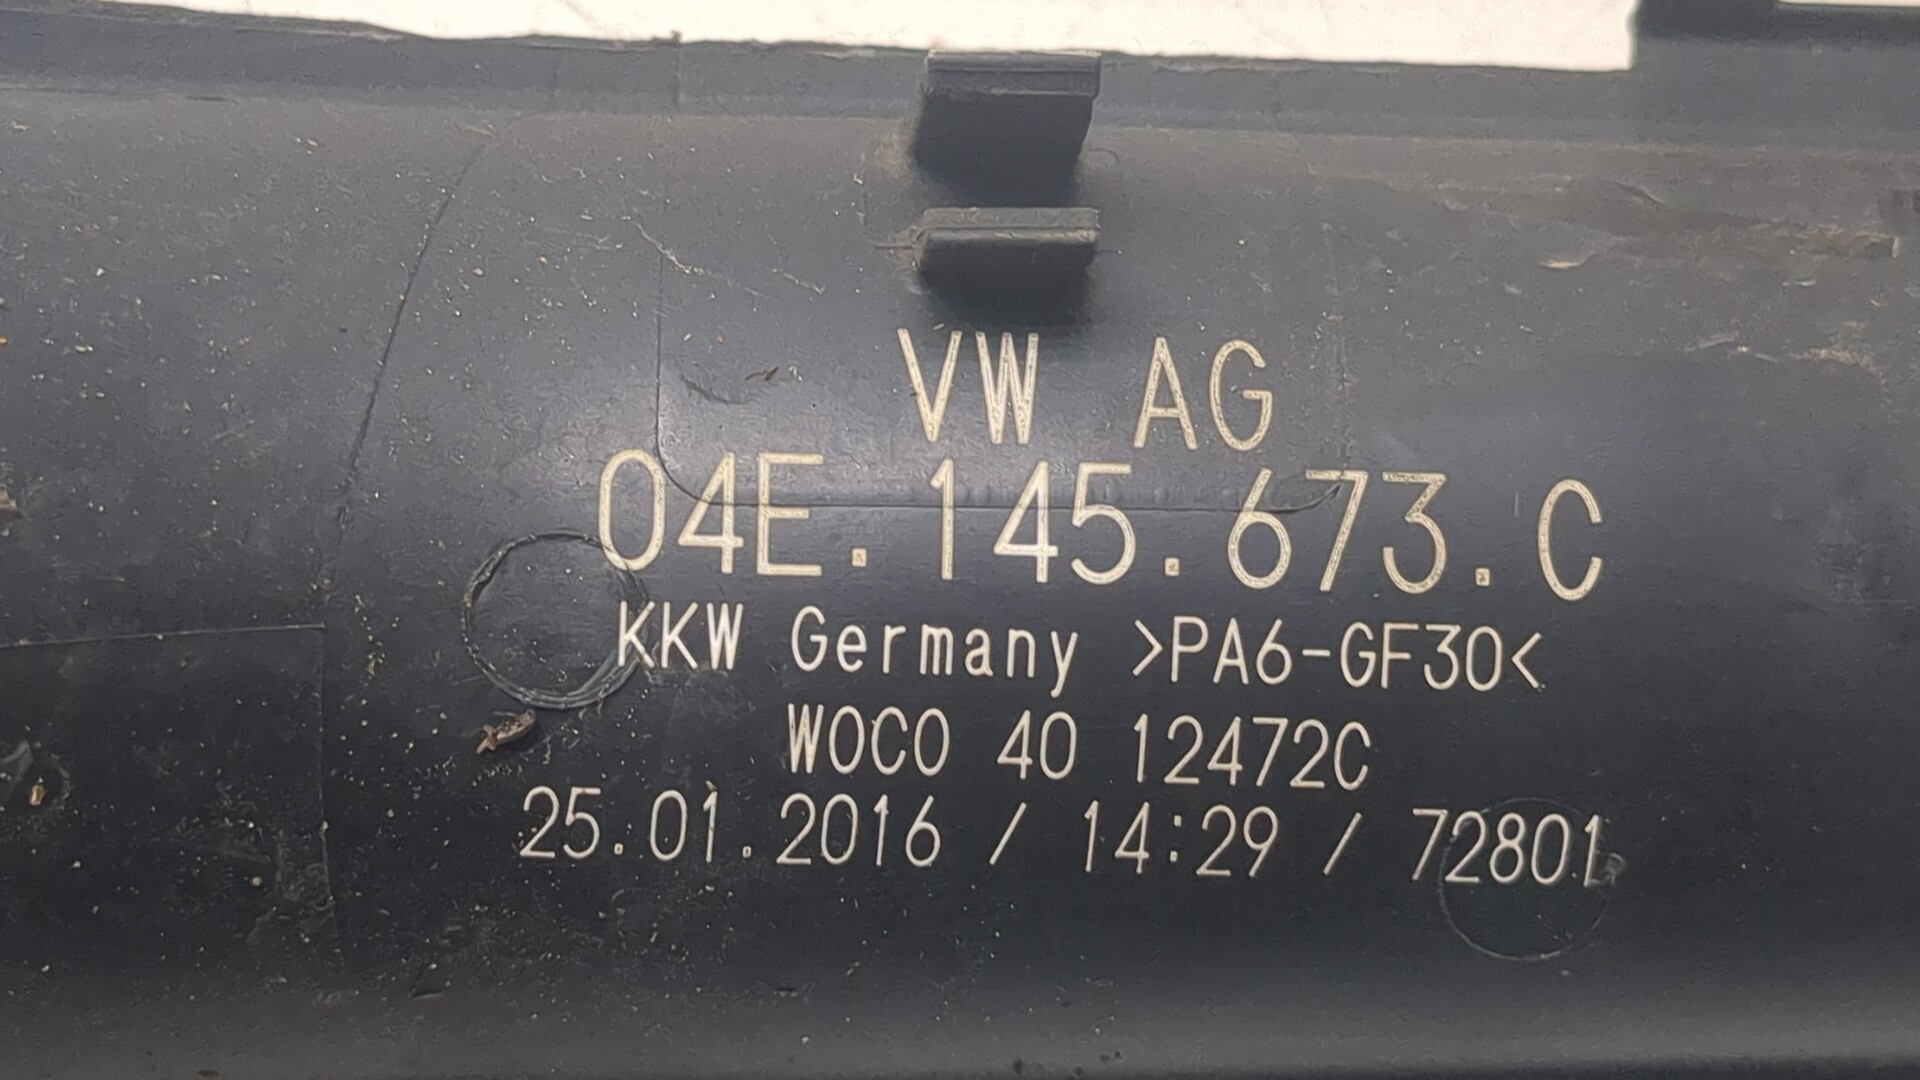 VW AG
04E.145.673.C
KKW Germany >PA6-GF30<
WOCO 40 12472C
25.01.2016 / 14:29 / 72801